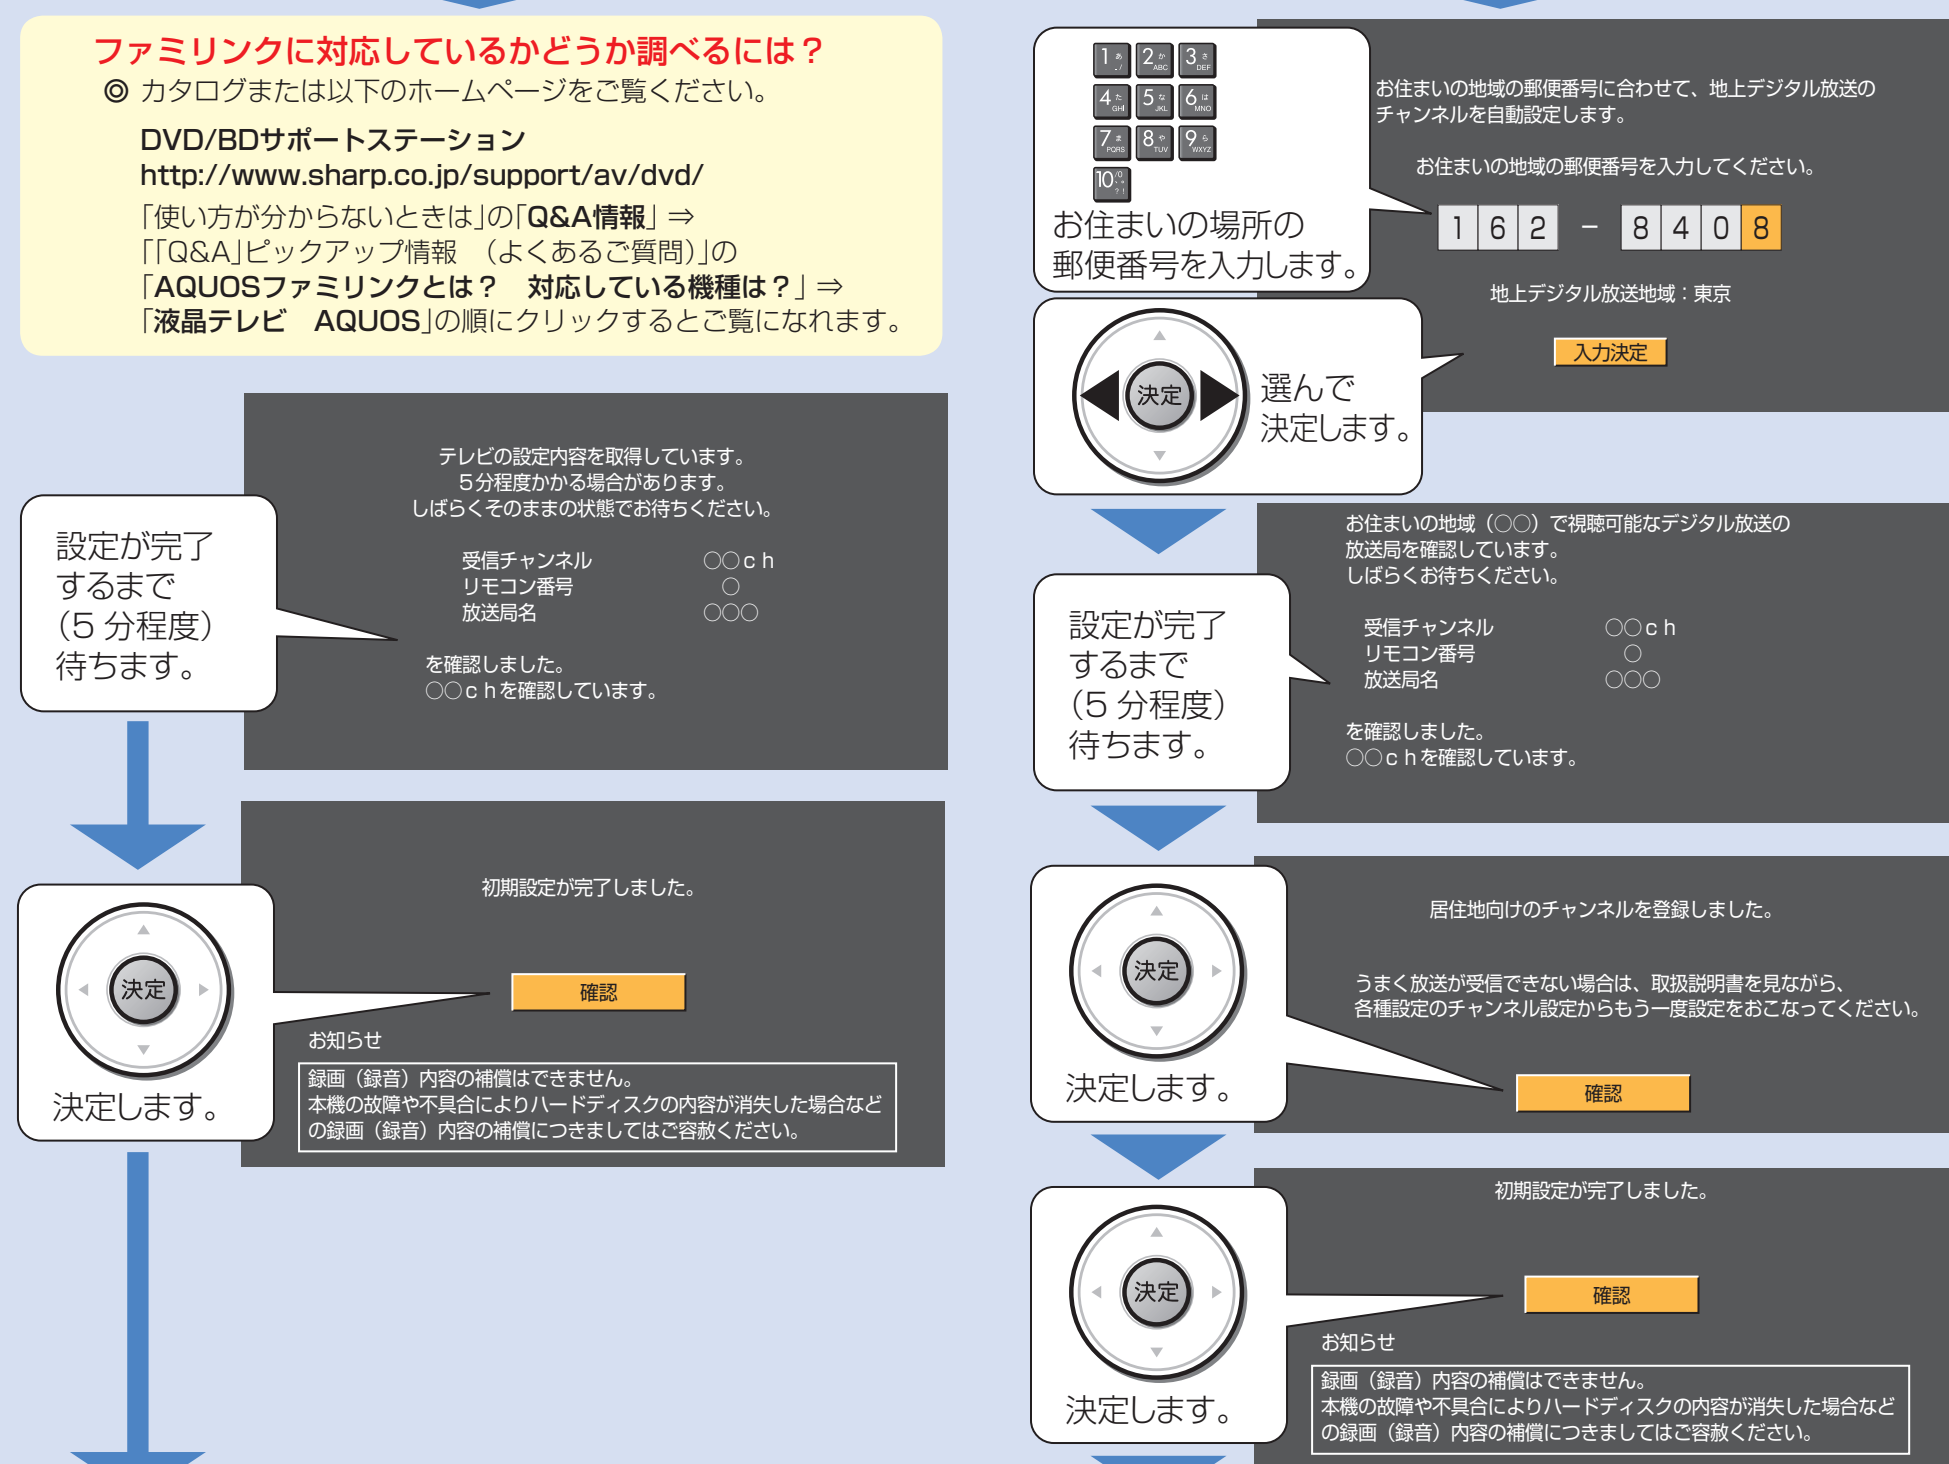 ファミリンクに対応しているかどうか調べるには？
◎ カタログまたは以下のホームページをご覧ください。
DVD/BDサポートステーション
http://www.sharp.co.jp/support/av/dvd/
「使い方が分からないときは」の「Q&A情報」⇒
「「Q&A」ピックアップ情報　（よくあるご質問）」の
「AQUOSファミリンクとは？　対応している機種は？」⇒
「液晶テレビ　AQUOS」の順にクリックするとご覧になれます。
テレビの設定内容を取得しています。
５分程度かかる場合があります。
しばらくそのままの状態でお待ちください。
受信チャンネル　○○ｃｈ
リモコン番号　○
放送局名　○○○
を確認しました。
○○ｃｈを確認しています。
設定が完了
するまで
（5 分程度）
待ちます。
初期設定が完了しました。
確認
お知らせ
録画（録音）内容の補償はできません。
本機の故障や不具合によりハードディスクの内容が消失した場合など
の録画（録音）内容の補償につきましてはご容赦ください。
決定
決定します。
1 あ ./ 2 か ABC 3 さ DEF
4 た GHI 5 な JKL 6 は MNO
7 ま PQRS 8 や TUV 9 ら WXYZ
10
お住まいの場所の
郵便番号を入力します。
お住まいの地域の郵便番号に合わせて、地上デジタル放送の
チャンネルを自動設定します。
お住まいの地域の郵便番号を入力してください。
1 6 2 － 8 4 0 8
地上デジタル放送地域：東京
入力決定
決定
選んで
決定します。
お住まいの地域（○○）で視聴可能なデジタル放送の
放送局を確認しています。
しばらくお待ちください。
受信チャンネル　○○ｃｈ
リモコン番号　○
放送局名　○○○
を確認しました。
○○ｃｈを確認しています。
設定が完了
するまで
（5 分程度）
待ちます。
居住地向けのチャンネルを登録しました。
うまく放送が受信できない場合は、取扱説明書を見ながら、
各種設定のチャンネル設定からもう一度設定をおこなってください。
確認
決定
決定します。
初期設定が完了しました。
確認
お知らせ
録画（録音）内容の補償はできません。
本機の故障や不具合によりハードディスクの内容が消失した場合など
の録画（録音）内容の補償につきましてはご容赦ください。
決定
決定します。